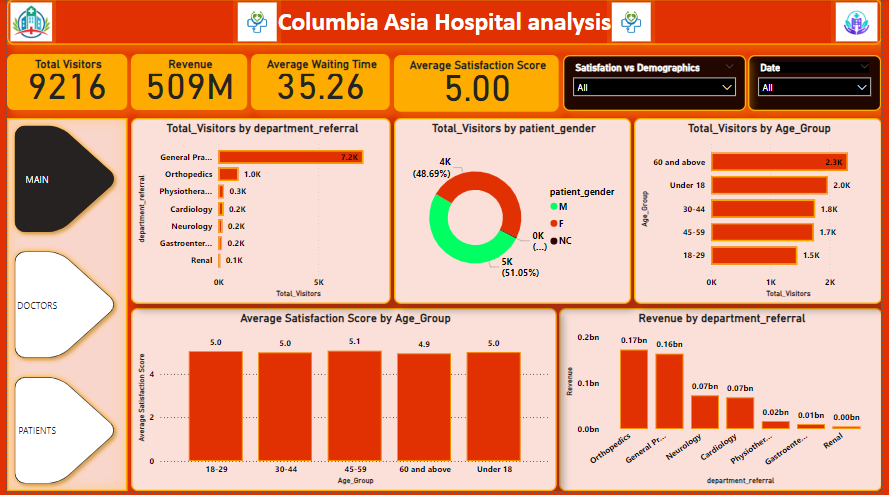 Columbia Asia Hospital analysis
Total Visitors
9216
Revenue
509M
Average Waiting Time
35.26
Average Satisfaction Score
5.00
Satisfation vs Demographics
All
Date
All
MAIN
DOCTORS
PATIENTS
Total_Visitors by department_referral
department_referral
General Pra... 7.2K
Orthopedics 1.0K
Physiothera... 0.3K
Cardiology 0.2K
Neurology 0.2K
Gastroenter... 0.2K
Renal 0.1K
0K 5K
Total_Visitors
Total_Visitors by patient_gender
4K
(48.69%)
0K
(...)
5K
(51.05%)
patient_gender
M
F
NC
Total_Visitors by Age_Group
Age_Group
60 and above 2.3K
Under 18 2.0K
30-44 1.8K
45-59 1.7K
18-29 1.5K
0K 1K 2K
Total_Visitors
Average Satisfaction Score by Age_Group
Average Satisfaction Score
5.0 5.0 5.1 4.9 5.0
4
2
0
18-29 30-44 45-59 60 and above Under 18
Age_Group
Revenue by department_referral
Revenue
0.2bn
0.1bn
0.0bn
0.17bn 0.16bn 0.07bn 0.07bn 0.02bn 0.01bn 0.00bn
Orthopedics General Pr... Neurology Cardiology Physiother... Gastroente... Renal
department_referral